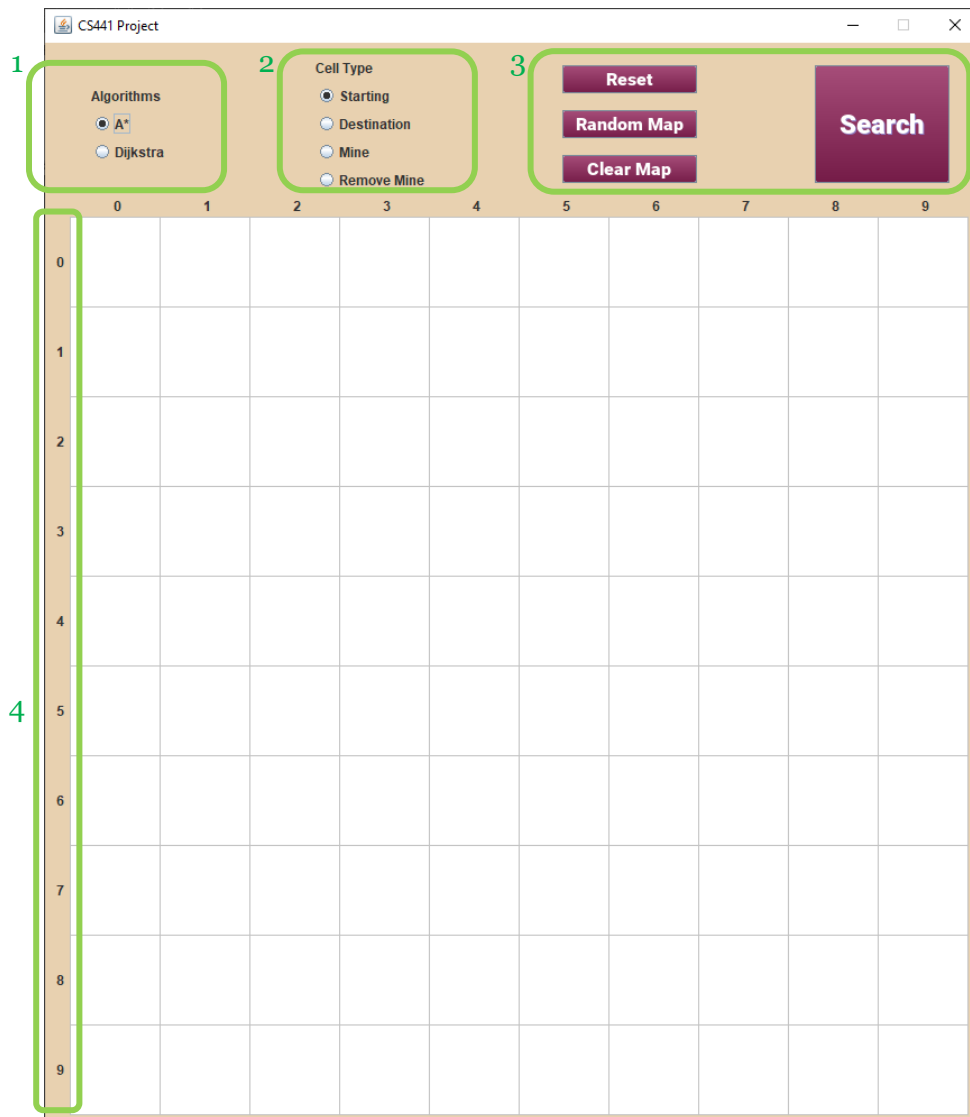 CS441 Project
1
Algorithms
A*
Dijkstra
2
Cell Type
Starting
Destination
Mine
Remove Mine
3
Reset
Random Map
Clear Map
Search
0 1 2 3 4 5 6 7 8 9
4
0
1
2
3
4
5
6
7
8
9